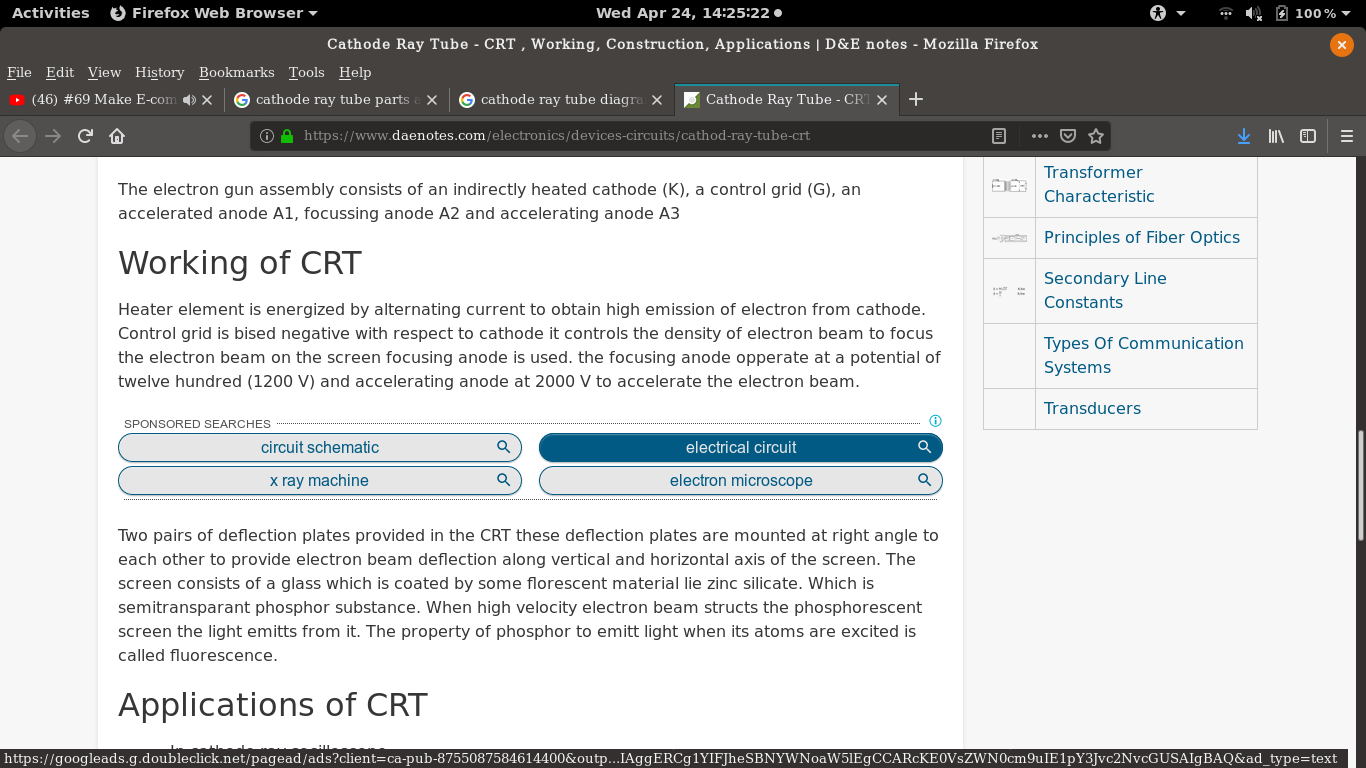 Activities Firefox Web Browser Wed Apr 24, 14:25:22 100 %
Cathode Ray Tube - CRT , Working, Construction, Applications | D&E notes - Mozilla Firefox
File Edit View History Bookmarks Tools Help
(46) #69 Make E-com cathode ray tube parts cathode ray tube diagra Cathode Ray Tube - CRT
https://www.daenotes.com/electronics/devices-circuits/cathod-ray-tube-crt
The electron gun assembly consists of an indirectly heated cathode (K), a control grid (G), an
accelerated anode A1, focussing anode A2 and accelerating anode A3
Working of CRT
Heater element is energized by alternating current to obtain high emission of electron from cathode.
Control grid is bised negative with respect to cathode it controls the density of electron beam to focus
the electron beam on the screen focusing anode is used. the focusing anode opperate at a potential of
twelve hundred (1200 V) and accelerating anode at 2000 V to accelerate the electron beam.
SPONSORED SEARCHES
circuit schematic
electrical circuit
x ray machine
electron microscope
Two pairs of deflection plates provided in the CRT these deflection plates are mounted at right angle to
each other to provide electron beam deflection along vertical and horizontal axis of the screen. The
screen consists of a glass which is coated by some florescent material lie zinc silicate. Which is
semitransparant phosphor substance. When high velocity electron beam structs the phosphorescent
screen the light emitts from it. The property of phosphor to emitt light when its atoms are excited is
called fluorescence.
Applications of CRT
In cathode ray oscilloscope
Transformer
Characteristic
Principles of Fiber Optics
Secondary Line
Constants
Types Of Communication
Systems
Transducers
https://googleads.g.doubleclick.net/pagead/ads?client=ca-pub-8755087584614400&outp...IAggERCg1YIFJheSBNYWNoaW5lEgCCARcKE0VsZWN0cm9uIE1pY3Jvc2NvcGUSAIgBAQ&ad_type=text